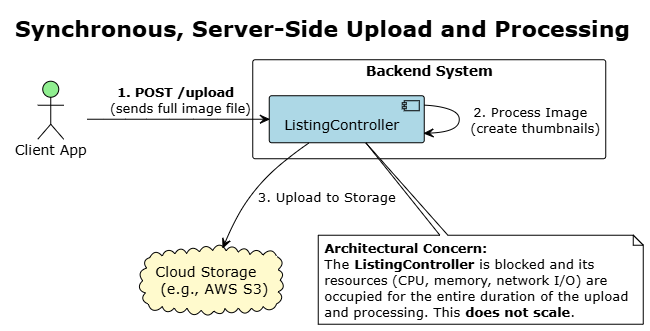 Synchronous, Server-Side Upload and Processing
Backend System
1. POST /upload
(sends full image file)
ListingController
2. Process Image
(create thumbnails)
Client App
3. Upload to Storage
Cloud Storage
(e.g., AWS S3)
Architectural Concern:
The ListingController is blocked and its
resources (CPU, memory, network I/O) are
occupied for the entire duration of the upload
and processing. This does not scale.